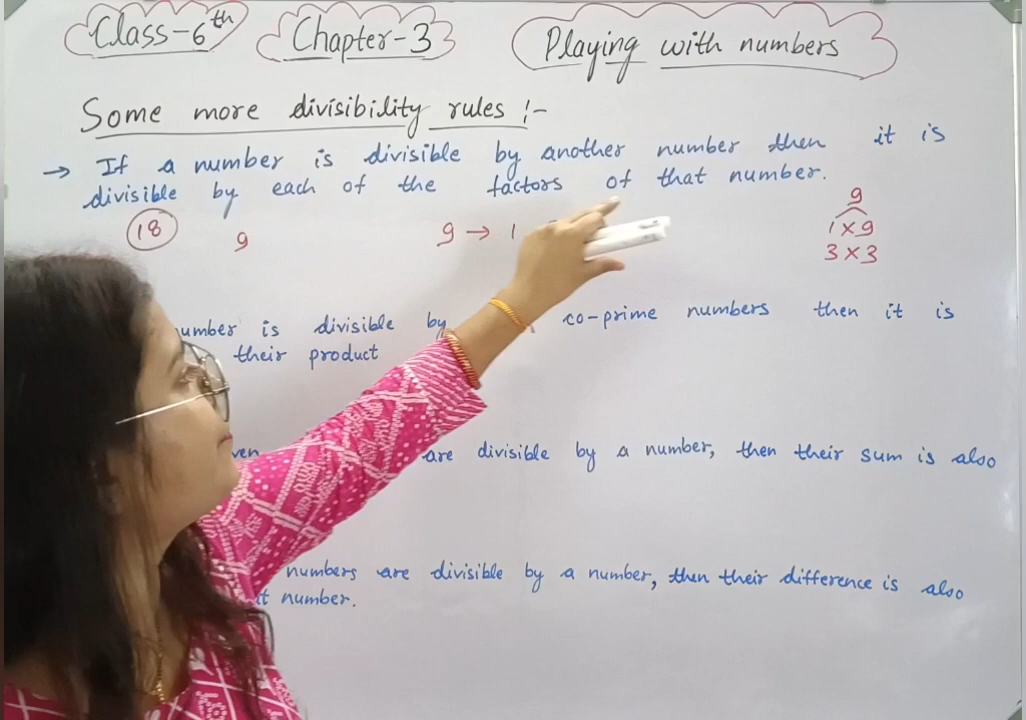 Class-6th Chapter-3 Playing with numbers
Some more divisibility rules :-
→ If a number is divisible by another number then it is
divisible by each of the factors of that number.
9
18 9 9 → 1 1×9
3×3
umber is divisible by co-prime numbers then it is
their product
ven are divisible by a number, then their sum is also
numbers are divisible by a number, then their difference is also
t number.